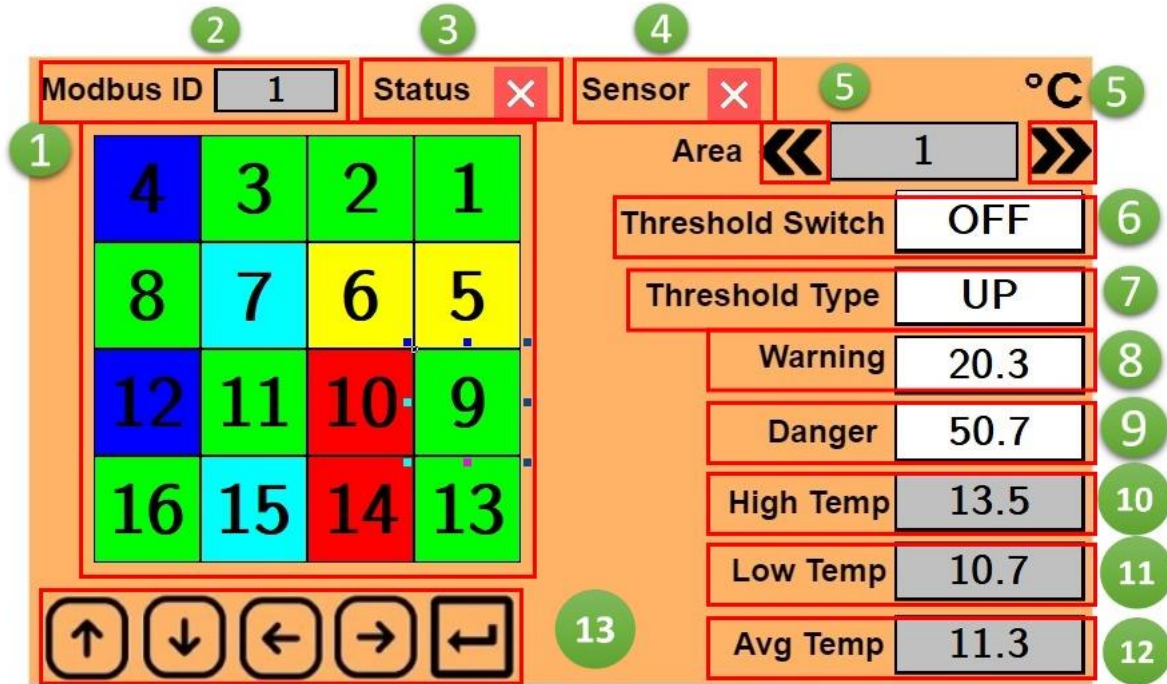 2 3 4
Modbus ID 1 Status × Sensor × 5 °C 5
1
Area « 1 »
4 3 2 1
Threshold Switch OFF 6
8 7 6 5
Threshold Type UP 7
Warning 20.3 8
12 11 10 9
Danger 50.7 9
High Temp 13.5 10
16 15 14 13
Low Temp 10.7 11
↑ ↓ ← → ↵ 13
Avg Temp 11.3 12